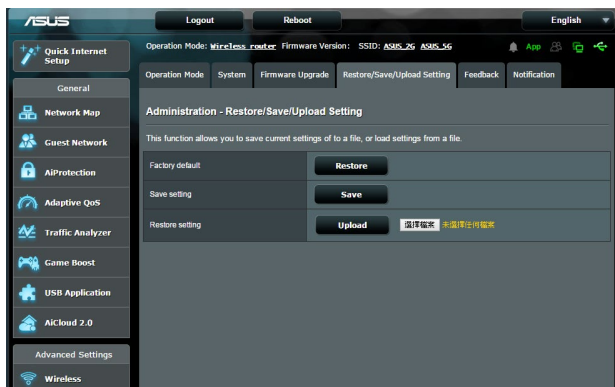 ASUS
Logout
Reboot
English
Quick Internet Setup
Operation Mode: Wireless router Firmware Version: SSID: ASUS_2G ASUS_5G
App
Operation Mode
System
Firmware Upgrade
Restore/Save/Upload Setting
Feedback
Notification
General
Network Map
Guest Network
AiProtection
Adaptive QoS
Traffic Analyzer
Game Boost
USB Application
AiCloud 2.0
Advanced Settings
Wireless
Administration - Restore/Save/Upload Setting
This function allows you to save current settings of to a file, or load settings from a file.
Factory default Restore
Save setting Save
Restore setting Upload 選擇檔案 未選擇任何檔案